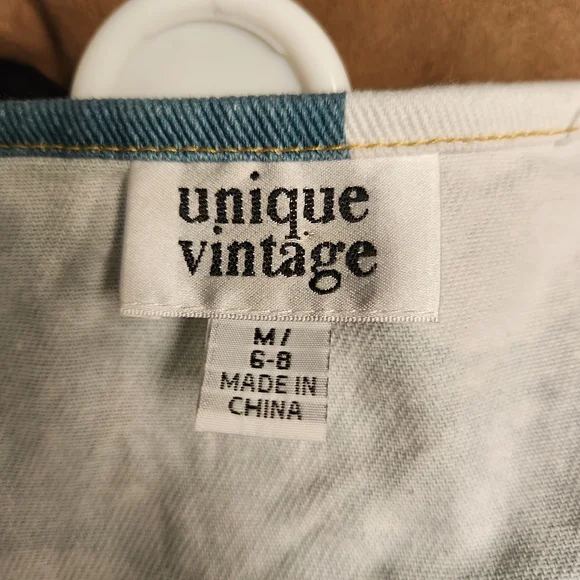 unique
vintage
M/
6-8
MADE IN
CHINA